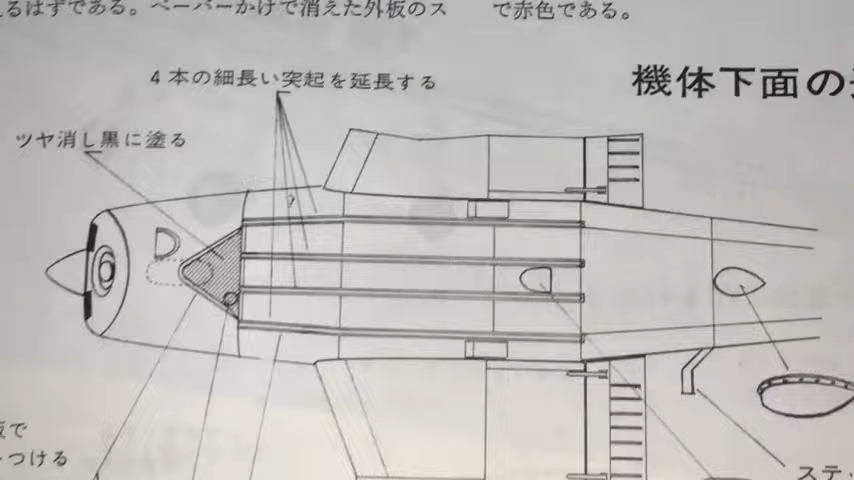 るはずである。ペーパーかけで消えた外板のス
で赤色である。
4本の細長い突起を延長する
機体下面の
ツヤ消し黒に塗る
で
つける
ステ